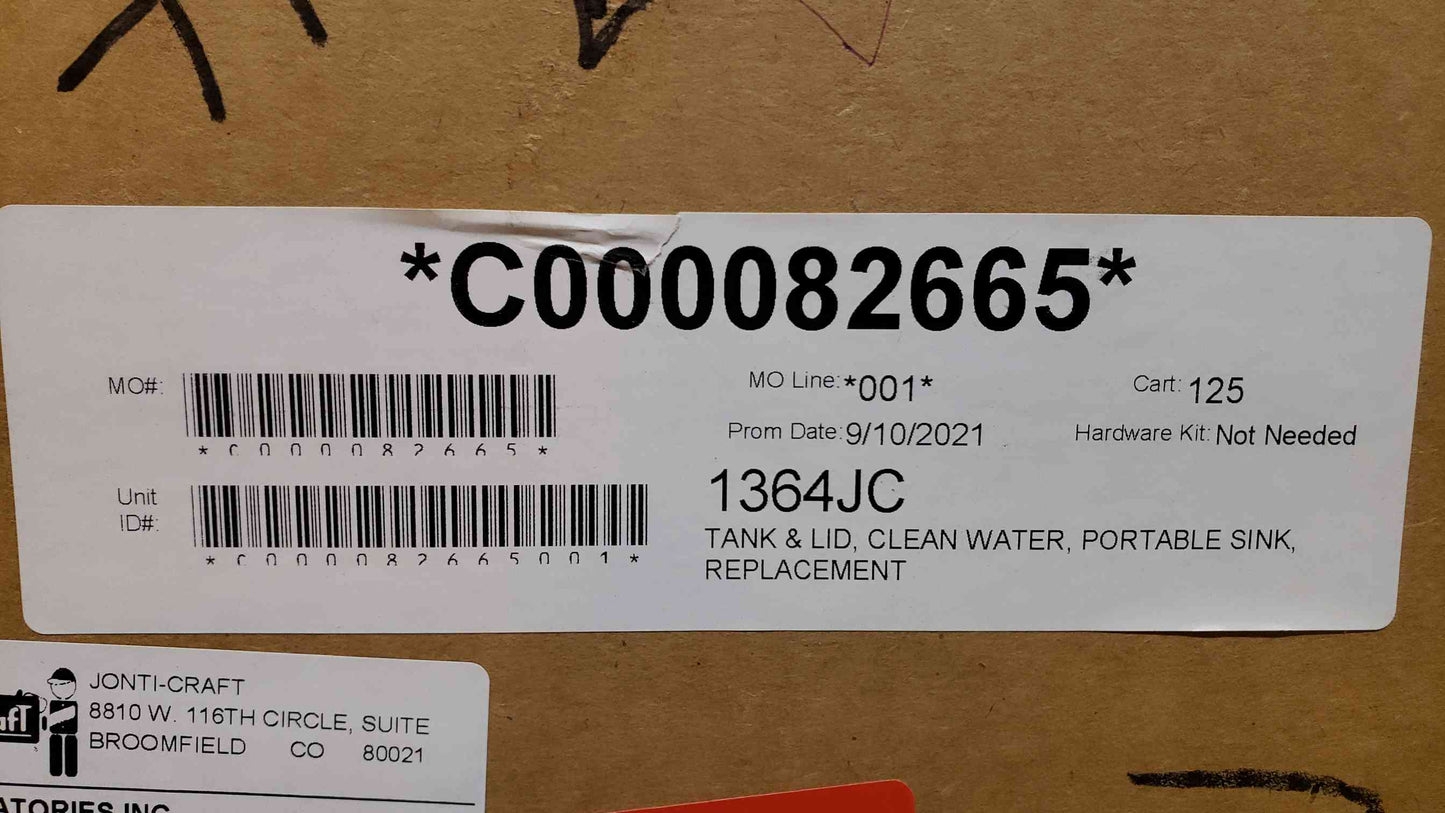 *C000082665*
MO#:
*C000082665*
MO Line: *001*
Cart: 125
Prom Date: 9/10/2021
Hardware Kit: Not Needed
Unit
ID#:
*C000082665001*
1364JC
TANK & LID, CLEAN WATER, PORTABLE SINK,
REPLACEMENT
JONTI-CRAFT
8810 W. 116TH CIRCLE, SUITE
BROOMFIELD CO 80021